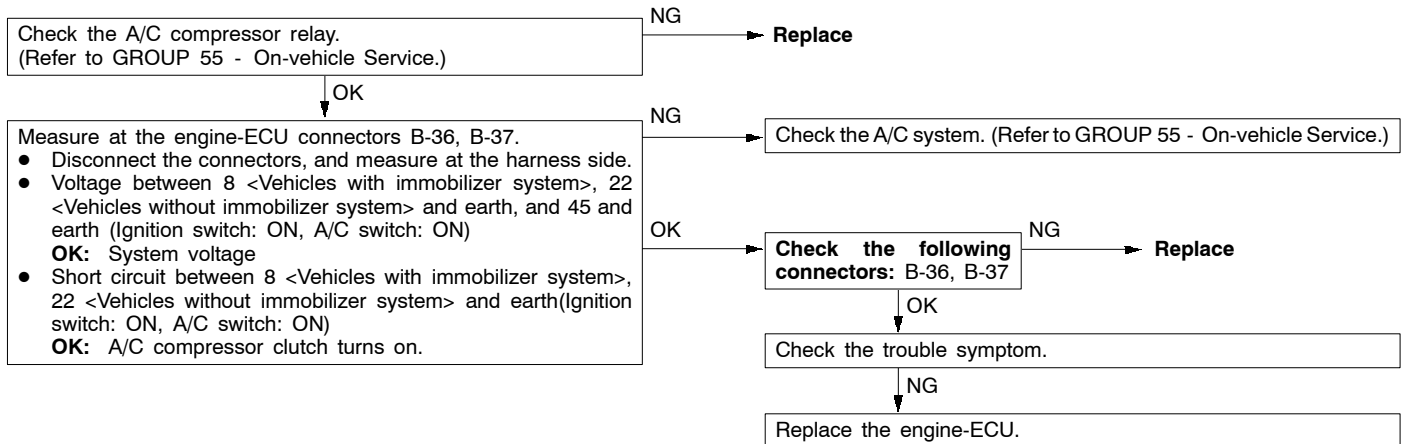 Check the A/C compressor relay.
(Refer to GROUP 55 - On-vehicle Service.)
NG
Replace
OK
Measure at the engine-ECU connectors B-36, B-37.
● Disconnect the connectors, and measure at the harness side.
● Voltage between 8 <Vehicles with immobilizer system>, 22
<Vehicles without immobilizer system> and earth, and 45 and
earth (Ignition switch: ON, A/C switch: ON)
OK: System voltage
● Short circuit between 8 <Vehicles with immobilizer system>,
22 <Vehicles without immobilizer system> and earth(Ignition
switch: ON, A/C switch: ON)
OK: A/C compressor clutch turns on.
NG
Check the A/C system. (Refer to GROUP 55 - On-vehicle Service.)
OK
Check the following
connectors: B-36, B-37
NG
Replace
OK
Check the trouble symptom.
NG
Replace the engine-ECU.